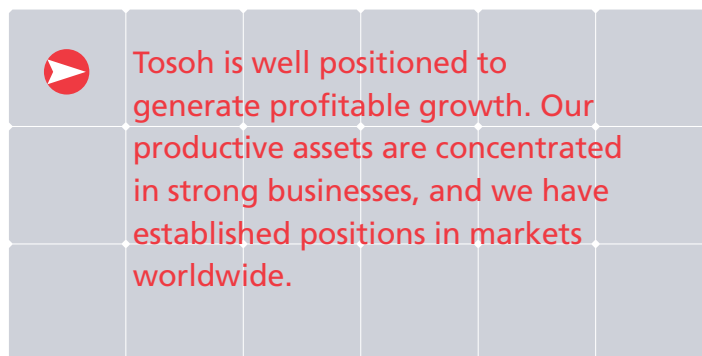 Tosoh is well positioned to
generate profitable growth. Our
productive assets are concentrated
in strong businesses, and we have
established positions in markets
worldwide.